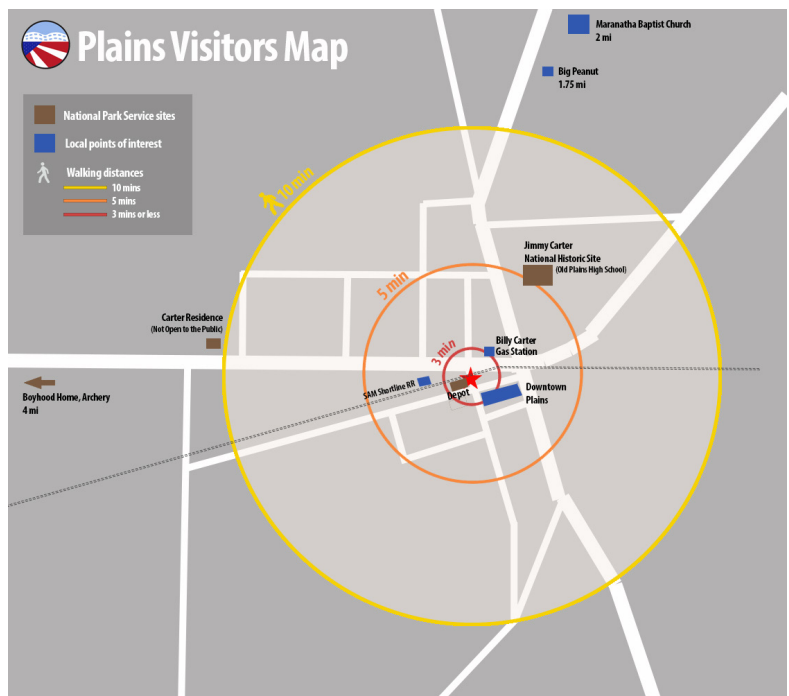 Plains Visitors Map
Maranatha Baptist Church
2 mi
Big Peanut
1.75 mi
National Park Service sites
Local points of interest
Walking distances
10 mins
5 mins
3 mins or less
10 min
Jimmy Carter
National Historic Site
(Old Plains High School)
5 min
Carter Residence
(Not Open to the Public)
Billy Carter
Gas Station
3 min
SAM Shortline RR
Depot
Downtown
Plains
Boyhood Home, Archery
4 mi